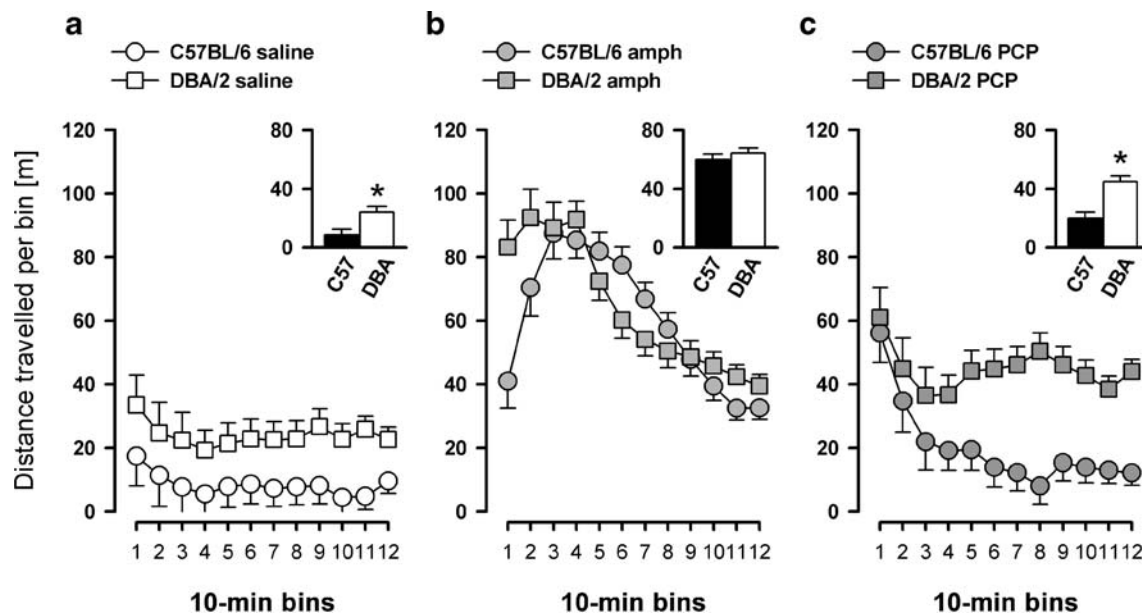 a
C57BL/6 saline
DBA/2 saline
b
C57BL/6 amph
DBA/2 amph
c
C57BL/6 PCP
DBA/2 PCP
Distance travelled per bin [m]
120
100
80
60
40
20
0
80
40
0
*
C57
DBA
1 2 3 4 5 6 7 8 9 10 11 12
10-min bins
120
100
80
60
40
20
0
80
40
0
C57
DBA
1 2 3 4 5 6 7 8 9 10 11 12
10-min bins
120
100
80
60
40
20
0
80
40
0
*
C57
DBA
1 2 3 4 5 6 7 8 9 10 11 12
10-min bins